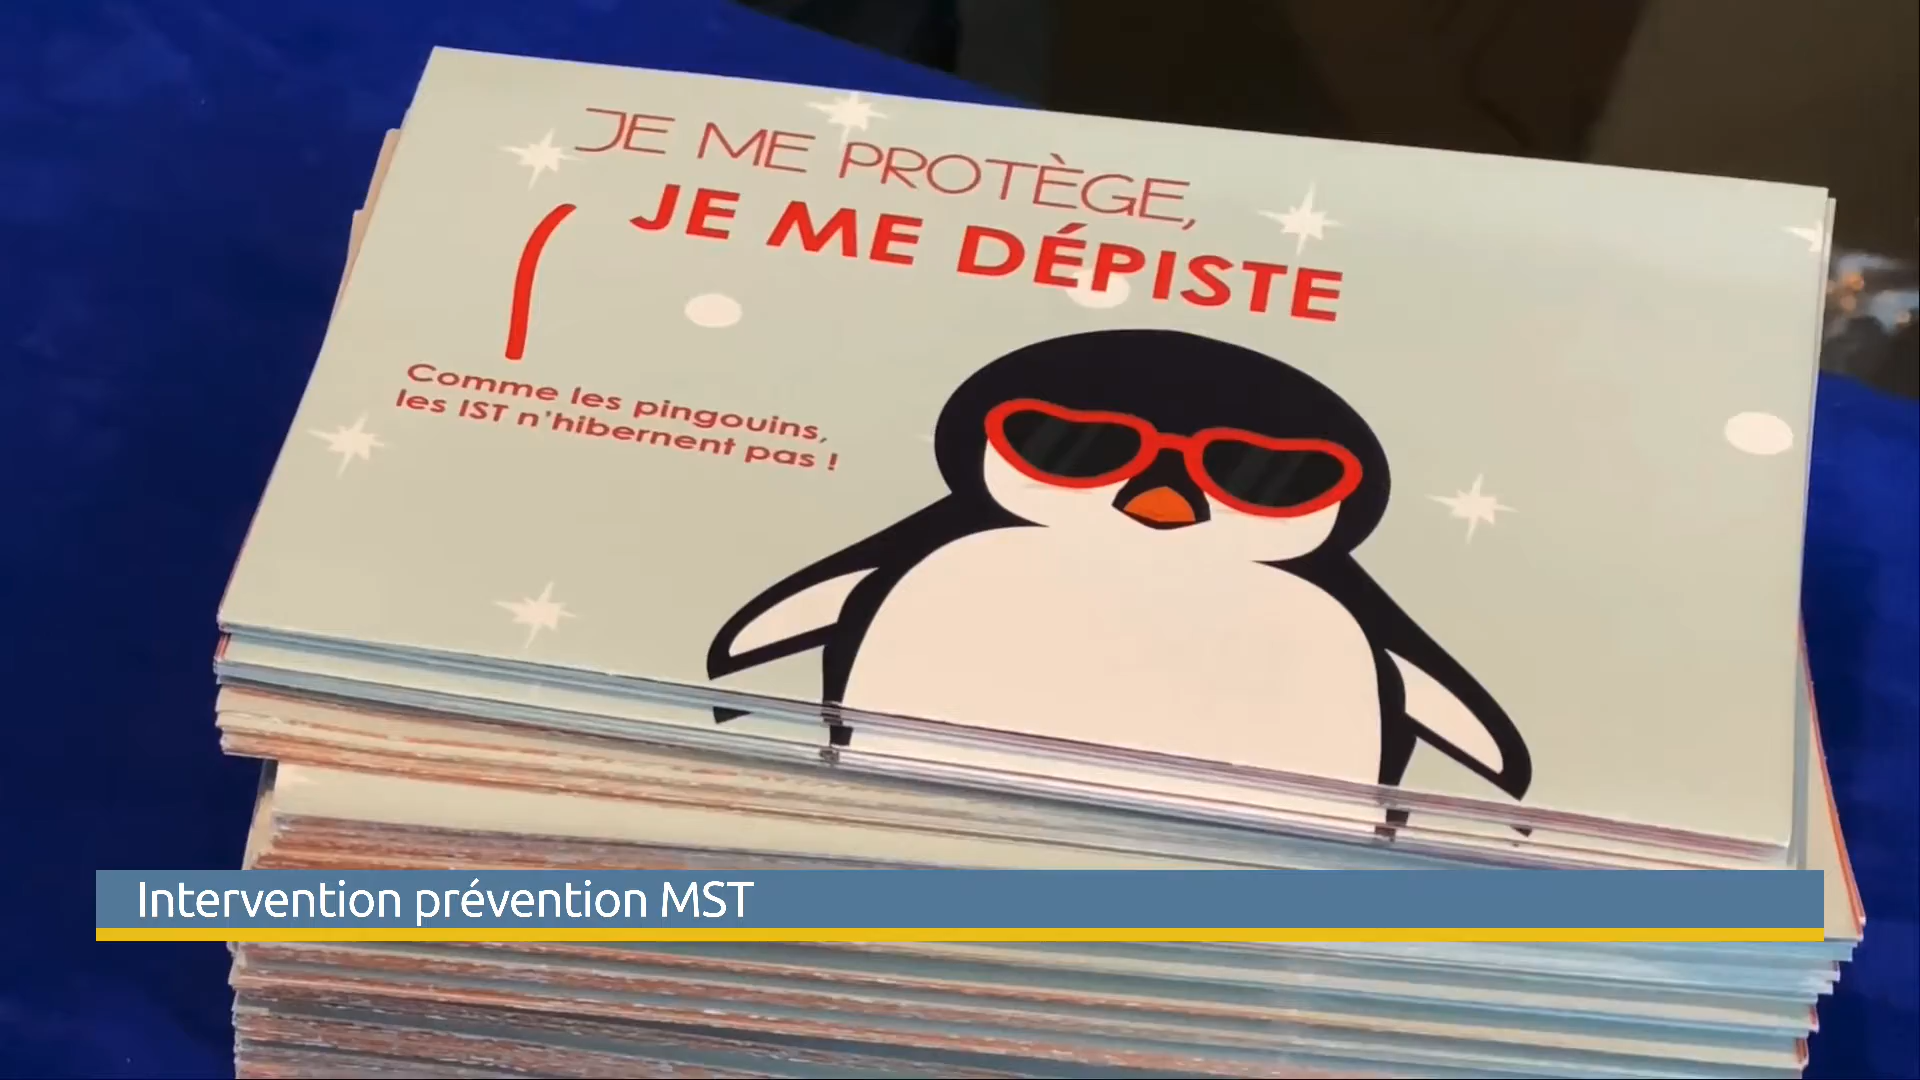 JE ME PROTÈGE,
JE ME DÉPISTE
Comme les pingouins,
les IST n'hibernent pas !
Intervention prévention MST